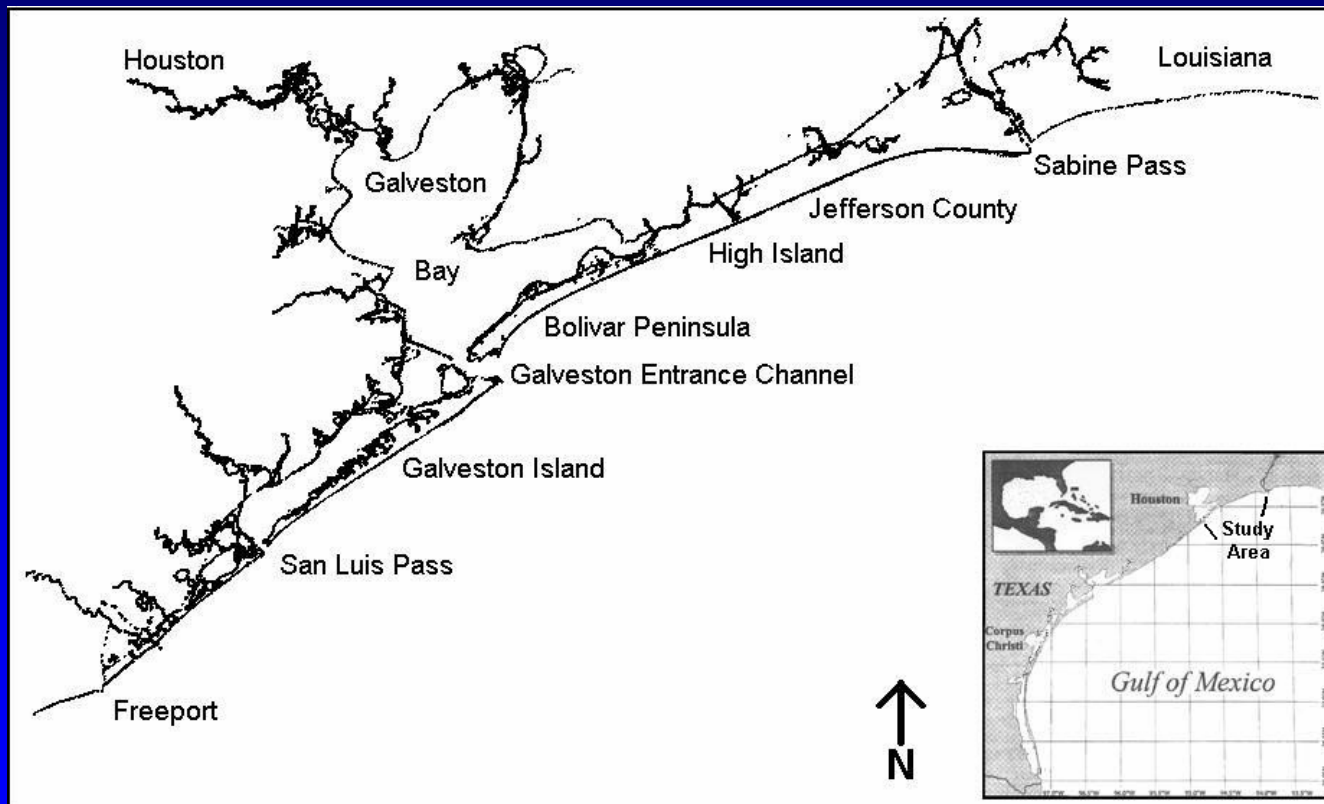 Houston
Louisiana
Galveston
Sabine Pass
Jefferson County
High Island
Bay
Bolivar Peninsula
Galveston Entrance Channel
Galveston Island
San Luis Pass
Freeport
N
Houston
Study
Area
TEXAS
Corpus
Christi
Gulf of Mexico